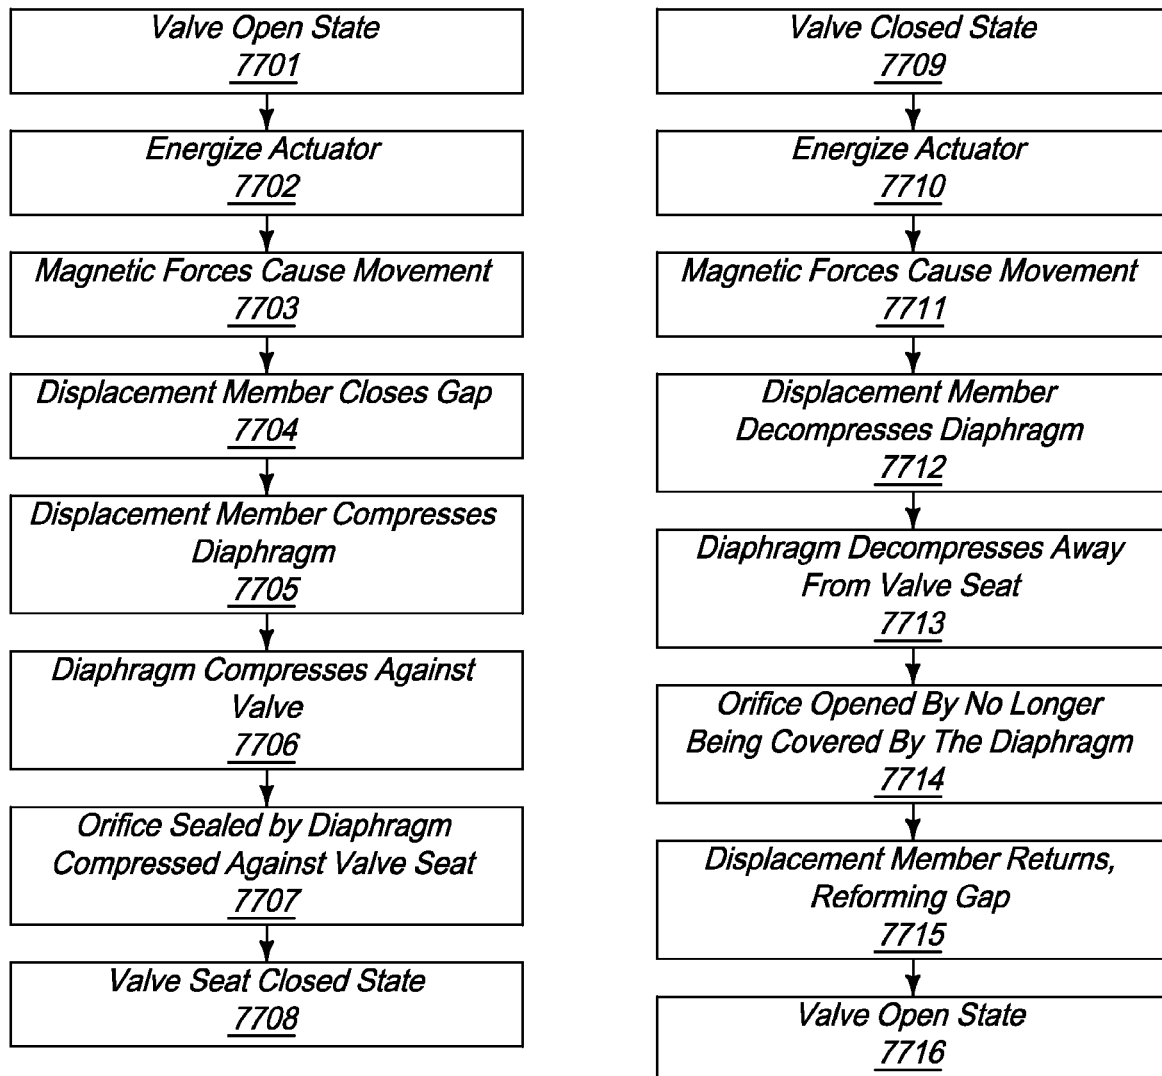 Valve Open State
7701
Energize Actuator
7702
Magnetic Forces Cause Movement
7703
Displacement Member Closes Gap
7704
Displacement Member Compresses
Diaphragm
7705
Diaphragm Compresses Against
Valve
7706
Orifice Sealed by Diaphragm
Compressed Against Valve Seat
7707
Valve Seat Closed State
7708
Valve Closed State
7709
Energize Actuator
7710
Magnetic Forces Cause Movement
7711
Displacement Member
Decompresses Diaphragm
7712
Diaphragm Decompresses Away
From Valve Seat
7713
Orifice Opened By No Longer
Being Covered By The Diaphragm
7714
Displacement Member Returns,
Reforming Gap
7715
Valve Open State
7716